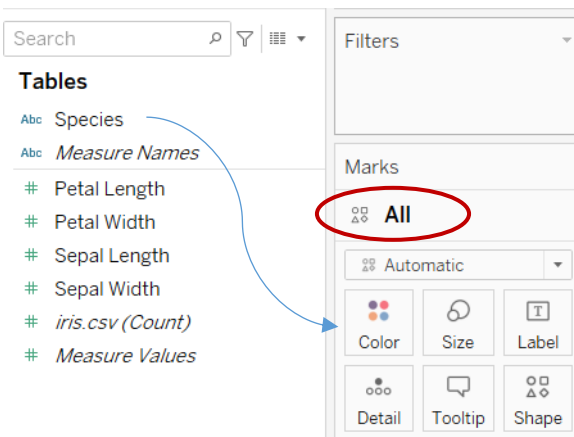 Search
Tables
Abc Species
Abc Measure Names
# Petal Length
# Petal Width
# Sepal Length
# Sepal Width
# iris.csv (Count)
# Measure Values
Filters
Marks
All
Automatic
Color Size Label
Detail Tooltip Shape